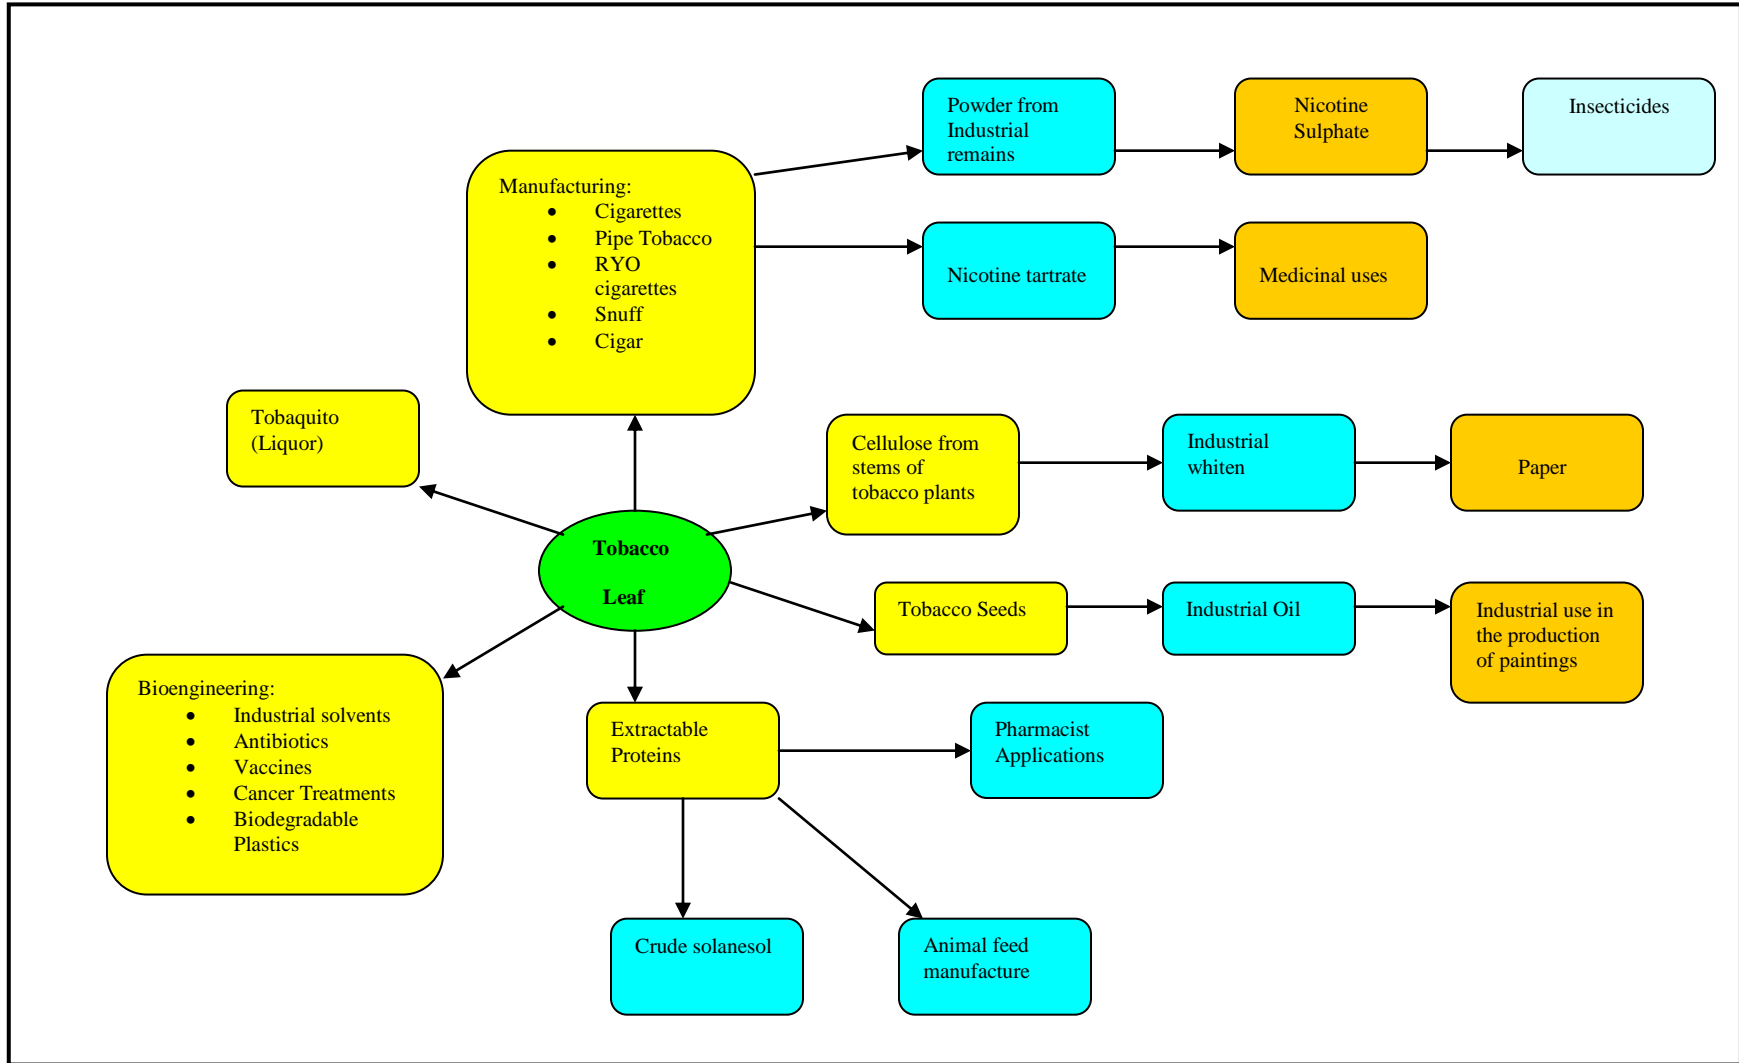 Powder from
Industrial
remains
Nicotine
Sulphate
Insecticides
Manufacturing:
• Cigarettes
• Pipe Tobacco
• RYO
cigarettes
• Snuff
• Cigar
Nicotine tartrate
Medicinal uses
Tobaquito
(Liquor)
Cellulose from
stems of
tobacco plants
Industrial
whiten
Paper
Tobacco
Leaf
Tobacco Seeds
Industrial Oil
Industrial use in
the production
of paintings
Bioengineering:
• Industrial solvents
• Antibiotics
• Vaccines
• Cancer Treatments
• Biodegradable
Plastics
Extractable
Proteins
Pharmacist
Applications
Crude solanesol
Animal feed
manufacture